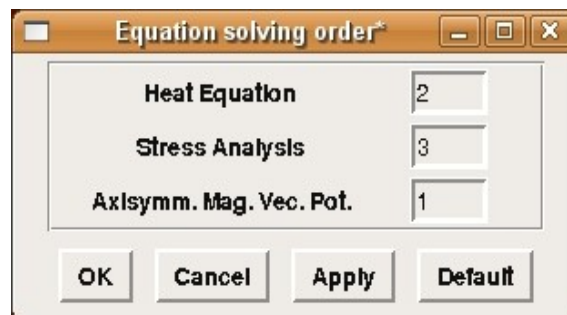 Equation solving order*
Heat Equation 2
Stress Analysis 3
Axisymm. Mag. Vec. Pot. 1
OK Cancel Apply Default